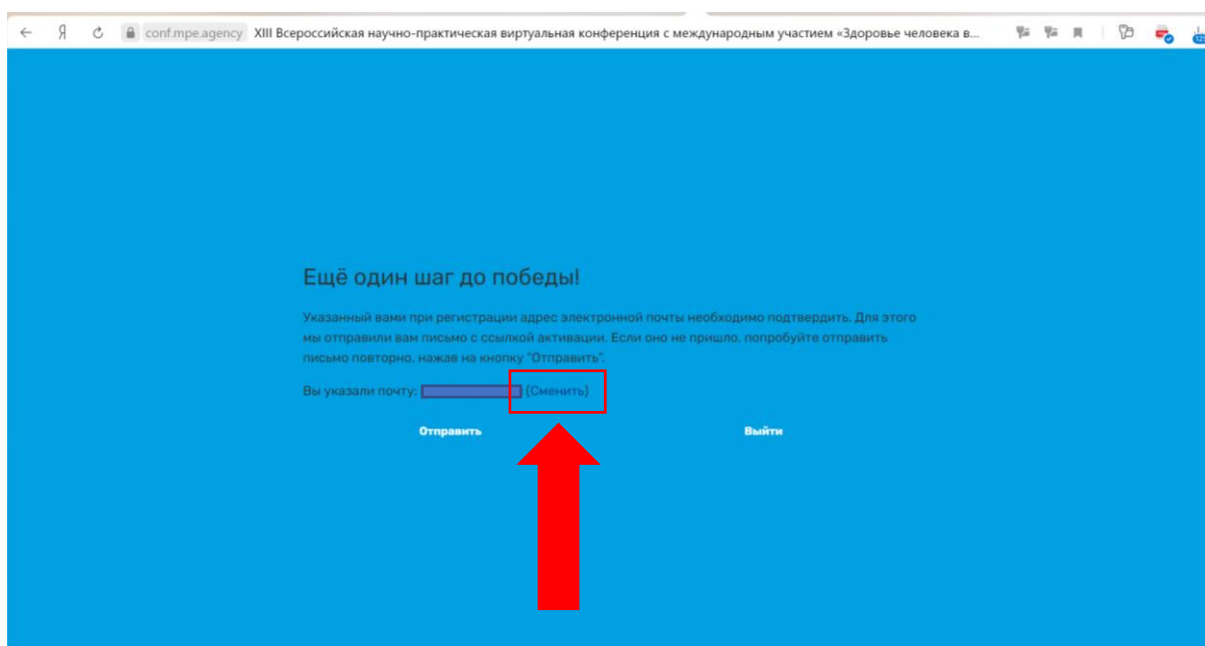 conf.mpe.agency XIII Всероссийская научно-практическая виртуальная конференция с международным участием «Здоровье человека в...
Ещё один шаг до победы!
Указанный вами при регистрации адрес электронной почты необходимо подтвердить. Для этого
мы отправили вам письмо с ссылкой активации. Если оно не пришло, попробуйте отправить
письмо повторно, нажав на кнопку "Отправить".
Вы указали почту: (Сменить)
Отправить Выйти